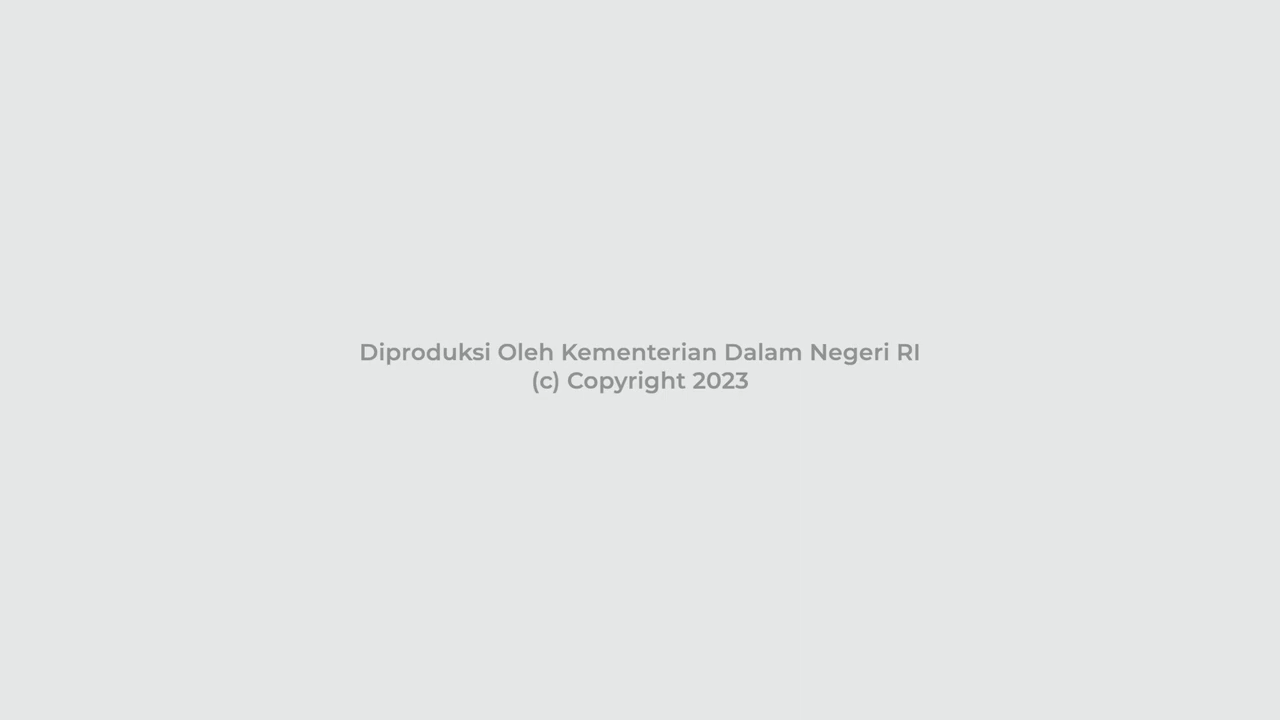 Diproduksi Oleh Kementerian Dalam Negeri RI
(c) Copyright 2023